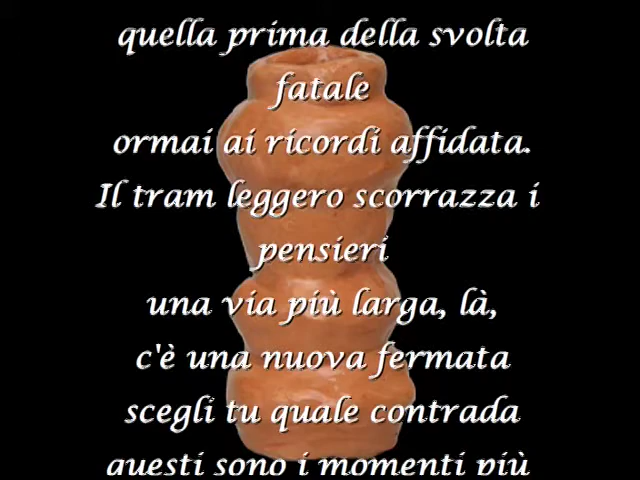 quella prima della svolta
fatale
ormai ai ricordi affidata.
Il tram leggero scorrazza i
pensieri
una via più larga, là,
c'è una nuova fermata
scegli tu quale contrada
questi sono i momenti più